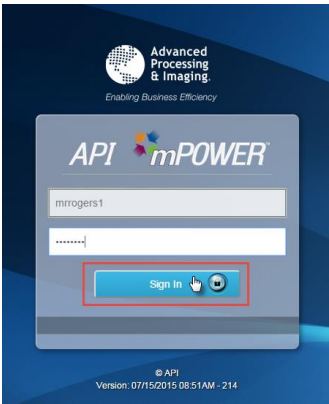 Advanced
Processing
& Imaging.
Enabling Business Efficiency
API mPOWER
mrrogers1
••••••••
Sign In
© API
Version: 07/15/2015 08:51AM - 214